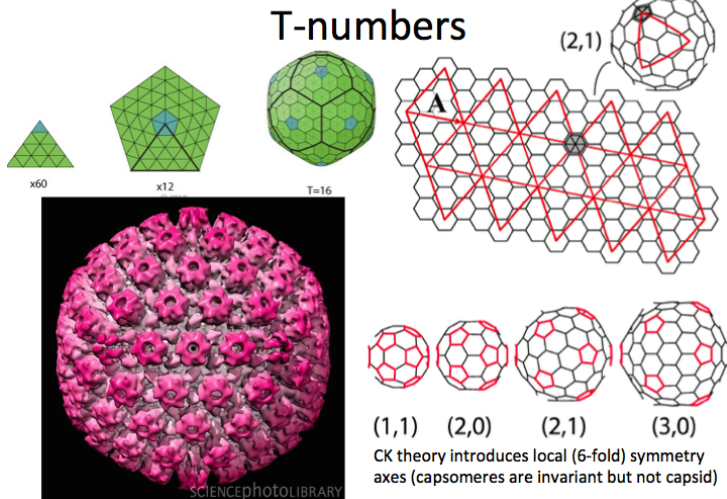 T-numbers
(2,1)
A
x60
x12
T=16
SCIENCEPHOTOLIBRARY
(1,1) (2,0) (2,1) (3,0)
CK theory introduces local (6-fold) symmetry
axes (capsomeres are invariant but not capsid)